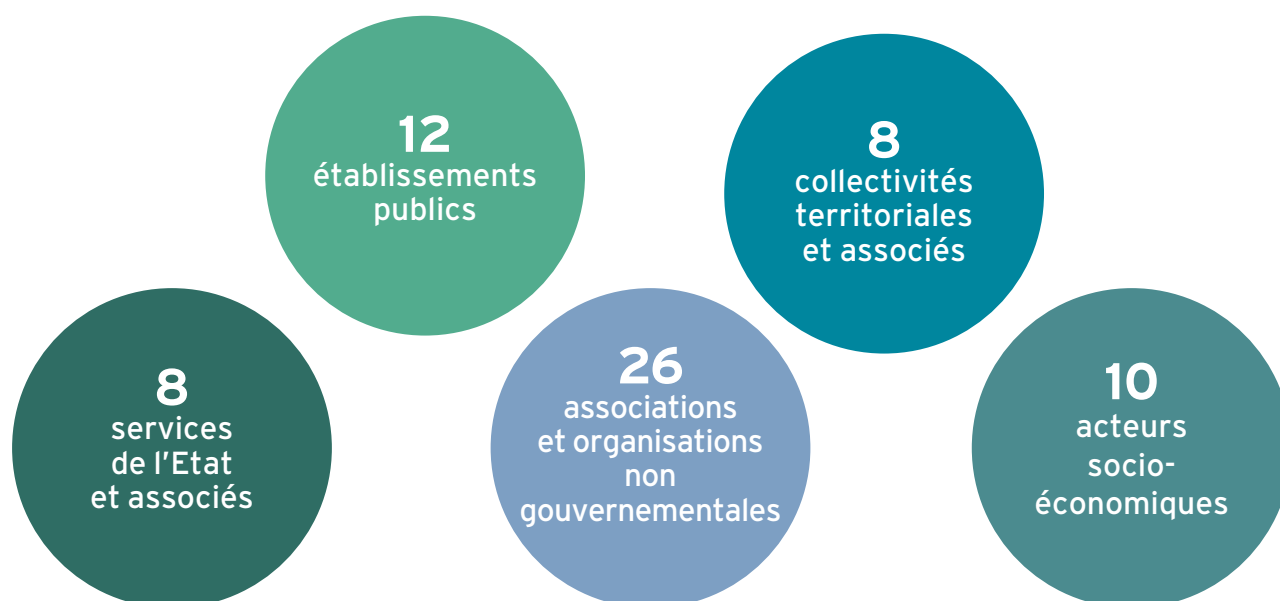 12
établissements
publics
8
collectivités
territoriales
et associés
8
services
de l'Etat
et associés
26
associations
et organisations
non
gouvernementales
10
acteurs
socio-
économiques